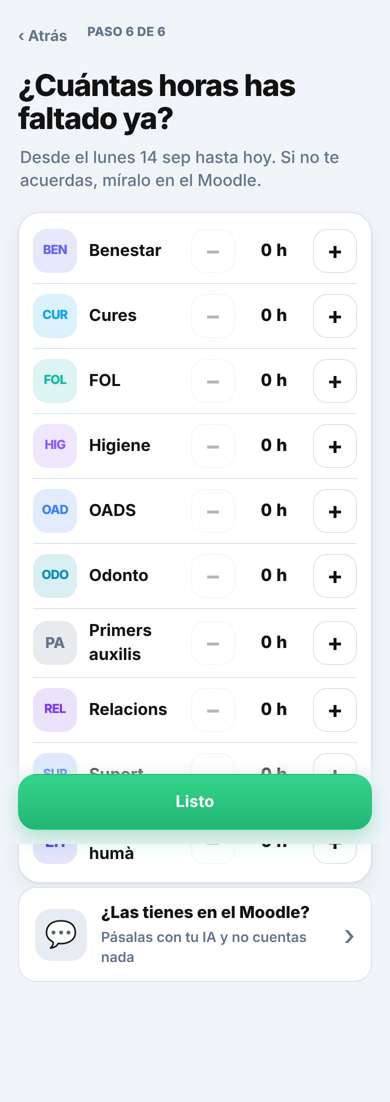 ‹ Atrás
PASO 6 DE 6
¿Cuántas horas has
faltado ya?
Desde el lunes 14 sep hasta hoy. Si no te
acuerdas, míralo en el Moodle.
BEN Benestar − 0 h +
CUR Cures − 0 h +
FOL FOL − 0 h +
HIG Higiene − 0 h +
OAD OADS − 0 h +
ODO Odonto − 0 h +
PA Primers
auxilis − 0 h +
REL Relacions − 0 h +
Listo
humà
¿Las tienes en el Moodle?
💬
Pásalas con tu IA y no cuentas
nada
›